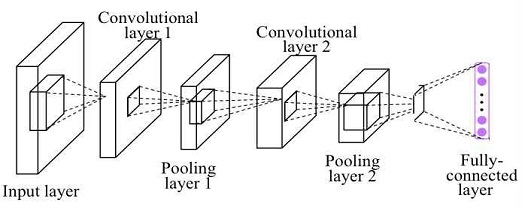 Convolutional
layer 1
Convolutional
layer 2
Input layer
Pooling
layer 1
Pooling
layer 2
Fully-
connected
layer